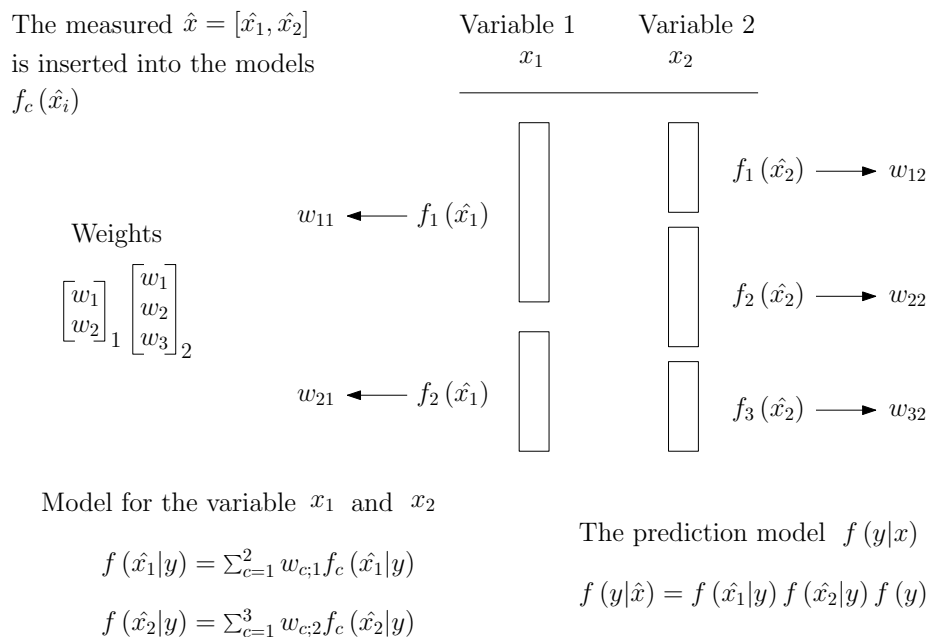 The measured x̂ = [x̂₁, x̂₂]
is inserted into the models
f_c (x̂_i)
Variable 1
x₁
Variable 2
x₂
f₁ (x̂₂) → w₁₂
w₁₁ ← f₁ (x̂₁)
Weights
[w₁ w₂]₁ [w₁ w₂ w₃]₂
f₂ (x̂₂) → w₂₂
w₂₁ ← f₂ (x̂₁)
f₃ (x̂₂) → w₃₂
Model for the variable x₁ and x₂
f (x̂₁|y) = ∑²_{c=1} w_{c;1} f_c (x̂₁|y)
f (x̂₂|y) = ∑³_{c=1} w_{c;2} f_c (x̂₂|y)
The prediction model f (y|x)
f (y|x̂) = f (x̂₁|y) f (x̂₂|y) f (y)